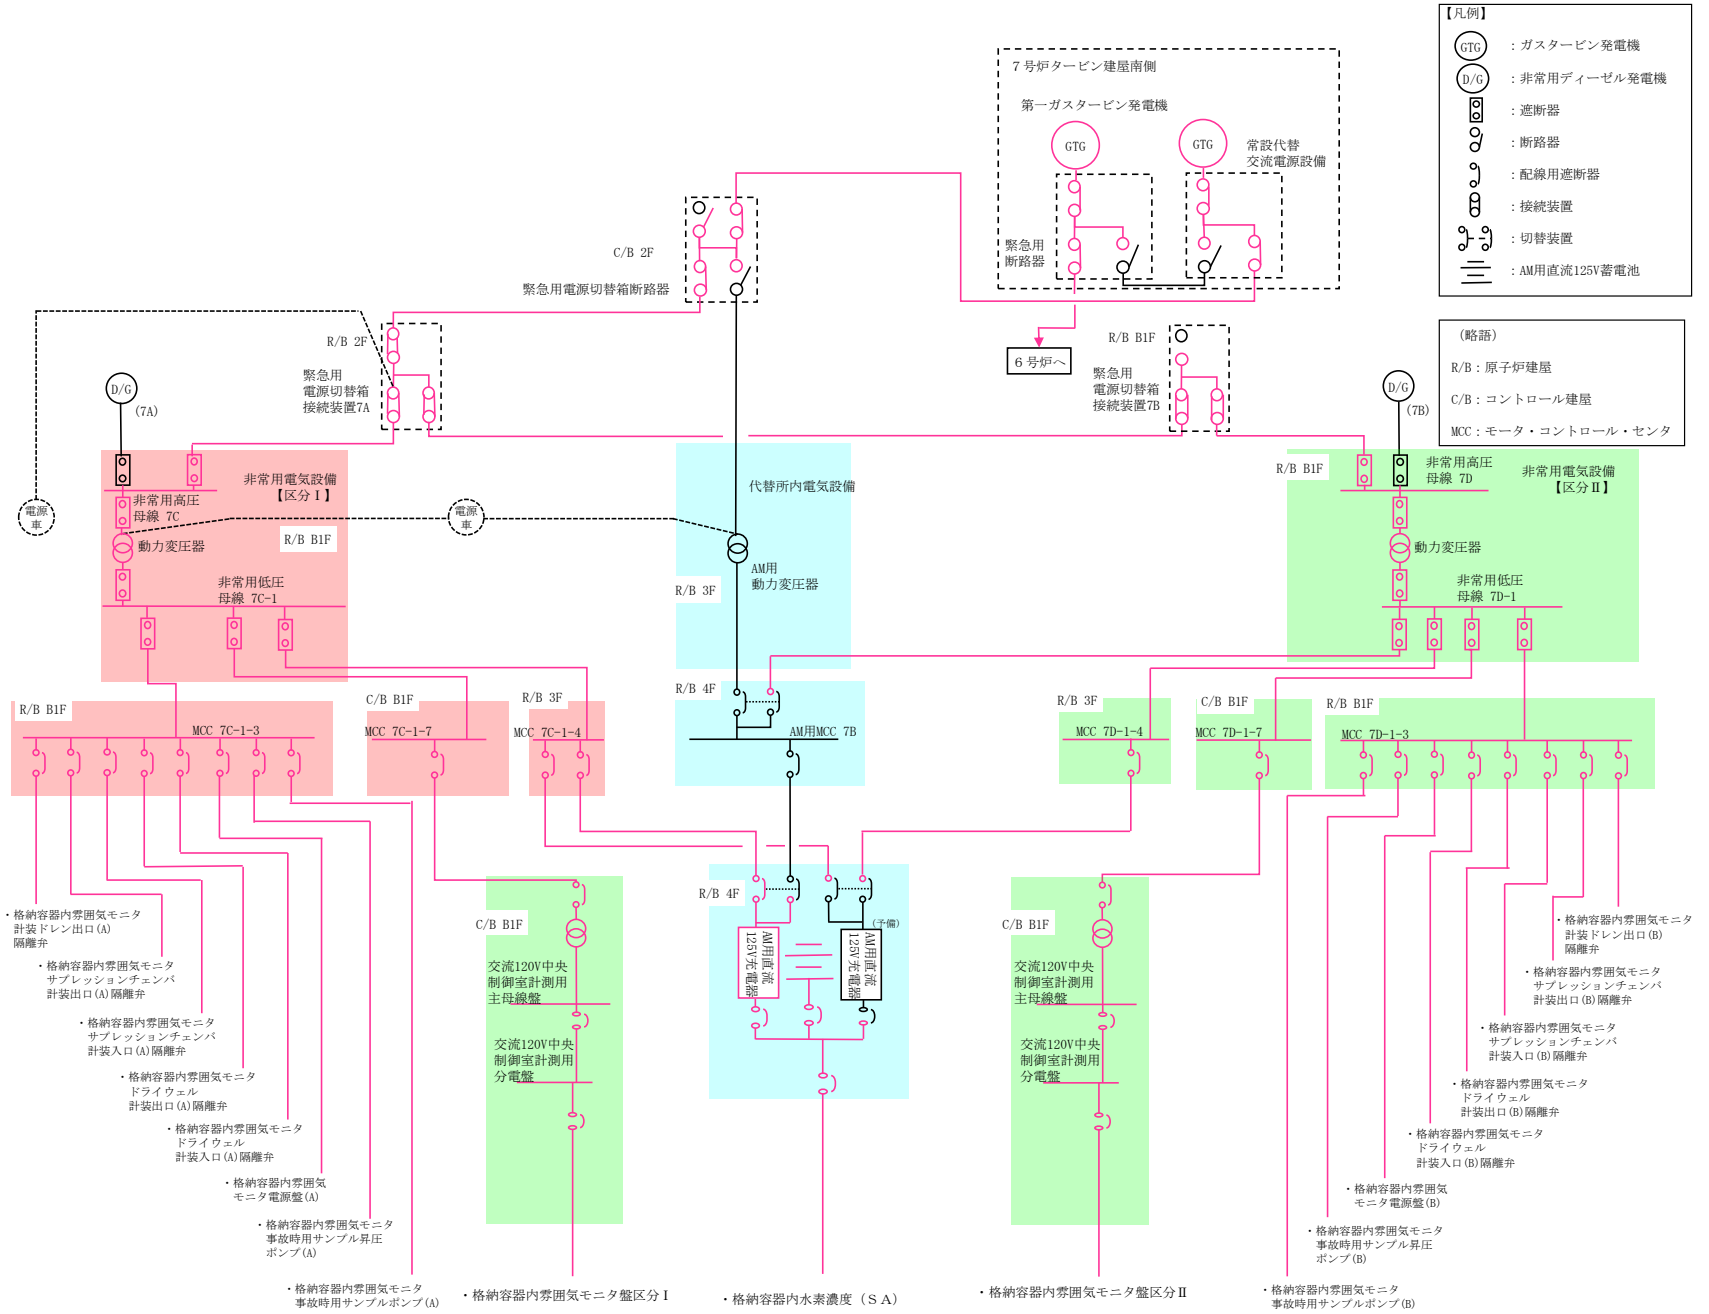 【凡例】
GTG
：ガスタービン発電機
D/G
：非常用ディーゼル発電機
：遮断器
：断路器
：配線用遮断器
：接続装置
：切替装置
：AM用直流125V蓄電池
（略語）
R/B：原子炉建屋
C/B：コントロール建屋
MCC：モータ・コントロール・センタ
７号炉タービン建屋南側
第一ガスタービン発電機
GTG
GTG
常設代替
交流電源設備
緊急用
断路器
６号炉へ
C/B 2F
緊急用電源切替箱断路器
R/B 2F
緊急用
電源切替箱
接続装置7A
R/B B1F
緊急用
電源切替箱
接続装置7B
D/G
(7A)
D/G
(7B)
非常用電気設備
【区分Ⅰ】
非常用高圧
母線 7C
R/B B1F
動力変圧器
非常用低圧
母線 7C-1
電源
車
電源
車
代替所内電気設備
AM用
動力変圧器
R/B 3F
R/B B1F
非常用高圧
母線 7D
非常用電気設備
【区分Ⅱ】
動力変圧器
非常用低圧
母線 7D-1
R/B B1F
MCC 7C-1-3
C/B B1F
MCC 7C-1-7
R/B 3F
MCC 7C-1-4
R/B 4F
AM用MCC 7B
R/B 3F
MCC 7D-1-4
C/B B1F
MCC 7D-1-7
R/B B1F
MCC 7D-1-3
R/B 4F
(予備)
AM用直流
125V充電器
AM用直流
125V充電器
C/B B1F
交流120V中央
制御室計測用
主母線盤
交流120V中央
制御室計測用
分電盤
C/B B1F
交流120V中央
制御室計測用
主母線盤
交流120V中央
制御室計測用
分電盤
・格納容器内雰囲気モニタ
計装ドレン出口(A)
隔離弁
・格納容器内雰囲気モニタ
サプレッションチェンバ
計装出口(A)隔離弁
・格納容器内雰囲気モニタ
サプレッションチェンバ
計装入口(A)隔離弁
・格納容器内雰囲気モニタ
ドライウェル
計装出口(A)隔離弁
・格納容器内雰囲気モニタ
ドライウェル
計装入口(A)隔離弁
・格納容器内雰囲気
モニタ電源盤(A)
・格納容器内雰囲気モニタ
事故時用サンプル昇圧
ポンプ(A)
・格納容器内雰囲気モニタ
事故時用サンプルポンプ(A)
・格納容器内雰囲気モニタ盤区分Ⅰ
・格納容器内水素濃度（ＳＡ）
・格納容器内雰囲気モニタ盤区分Ⅱ
・格納容器内雰囲気モニタ
計装ドレン出口(B)
隔離弁
・格納容器内雰囲気モニタ
サプレッションチェンバ
計装出口(B)隔離弁
・格納容器内雰囲気モニタ
サプレッションチェンバ
計装入口(B)隔離弁
・格納容器内雰囲気モニタ
ドライウェル
計装出口(B)隔離弁
・格納容器内雰囲気モニタ
ドライウェル
計装入口(B)隔離弁
・格納容器内雰囲気
モニタ電源盤(B)
・格納容器内雰囲気モニタ
事故時用サンプル昇圧
ポンプ(B)
・格納容器内雰囲気モニタ
事故時用サンプルポンプ(B)